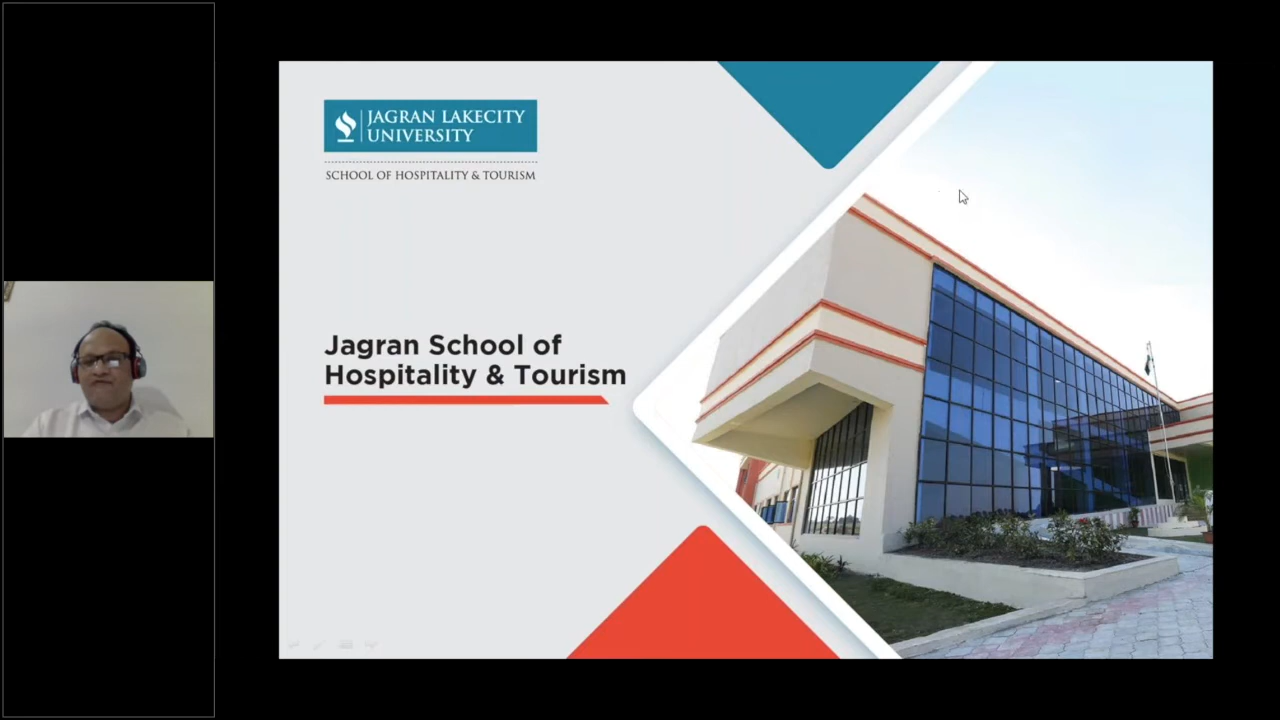 JAGRAN LAKECITY
UNIVERSITY
SCHOOL OF HOSPITALITY & TOURISM
Jagran School of
Hospitality & Tourism